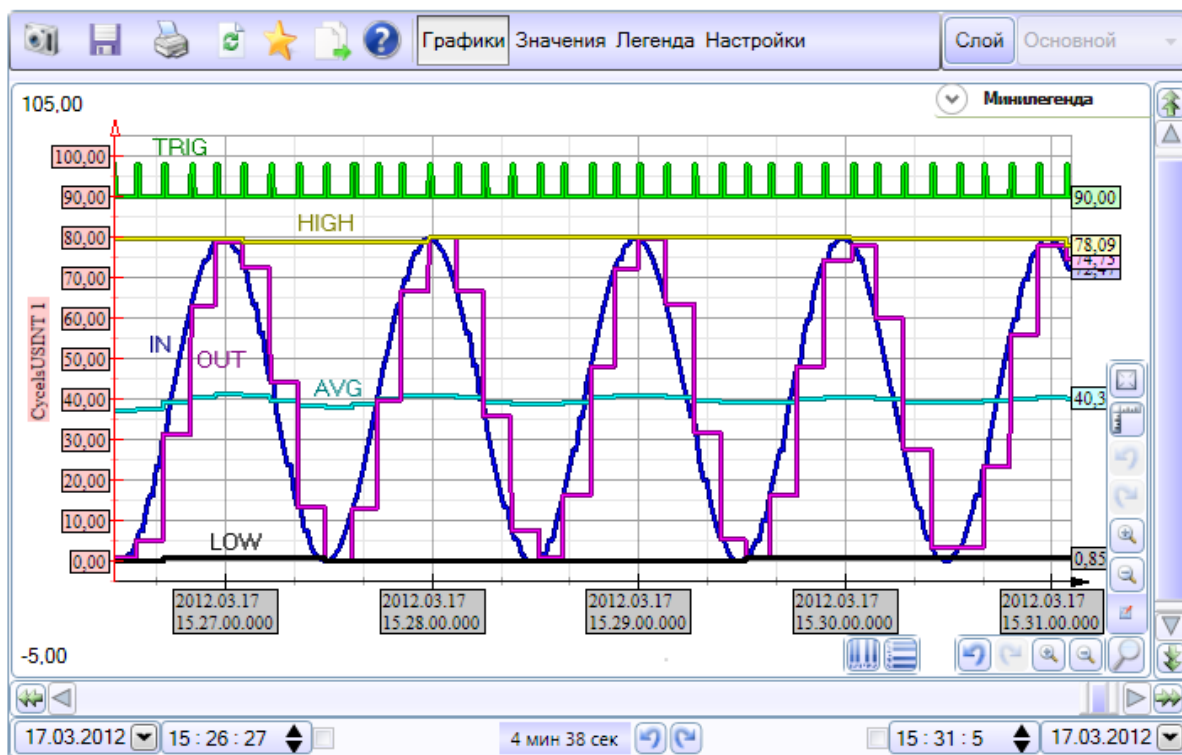 Графики Значения Легенда Настройки Слой Основной
105,00
Минилегенда
TRIG
100,00
90,00
90,00
HIGH
80,00
78,09
74,75
72,47
70,00
60,00
CycelsUSINT 1
IN
OUT
50,00
AVG
40,00
40,3
30,00
20,00
10,00
LOW
0,00
0,85
2012.03.17
15.27.00.000
2012.03.17
15.28.00.000
2012.03.17
15.29.00.000
2012.03.17
15.30.00.000
2012.03.17
15.31.00.000
-5,00
17.03.2012 15 : 26 : 27 4 мин 38 сек 15 : 31 : 5 17.03.2012